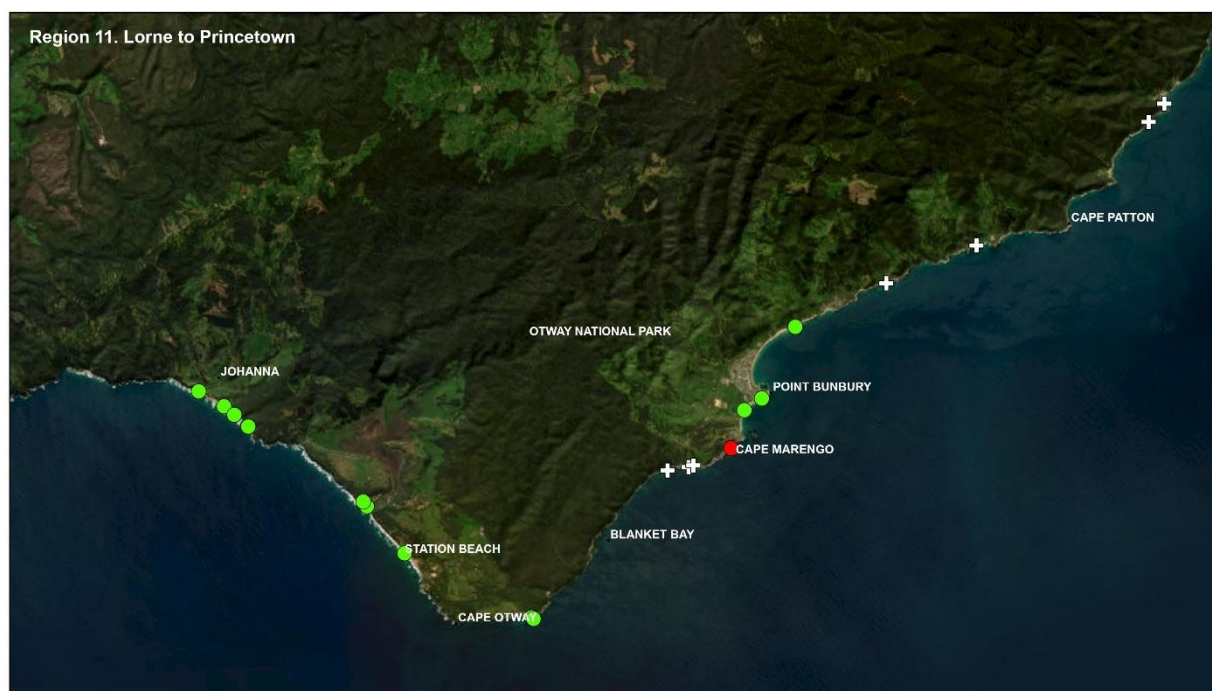 Region 11. Lorne to Princetown
CAPE PATTON
OTWAY NATIONAL PARK
JOHANNA
POINT BUNBURY
CAPE MARENGO
BLANKET BAY
STATION BEACH
CAPE OTWAY